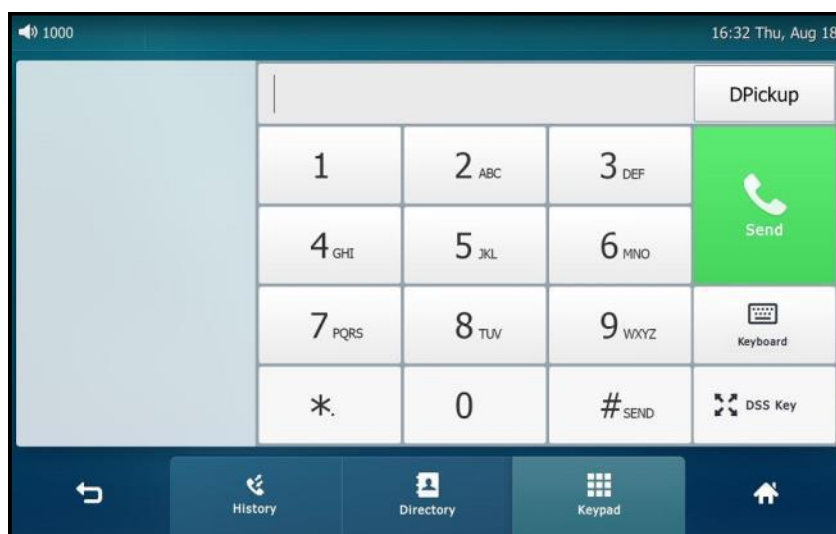 1000
16:32 Thu, Aug 18
DPickup
1
2 ABC
3 DEF
Send
4 GHI
5 JKL
6 MNO
7 PQRS
8 TUV
9 WXYZ
Keyboard
*.
0
# SEND
DSS Key
History
Directory
Keypad